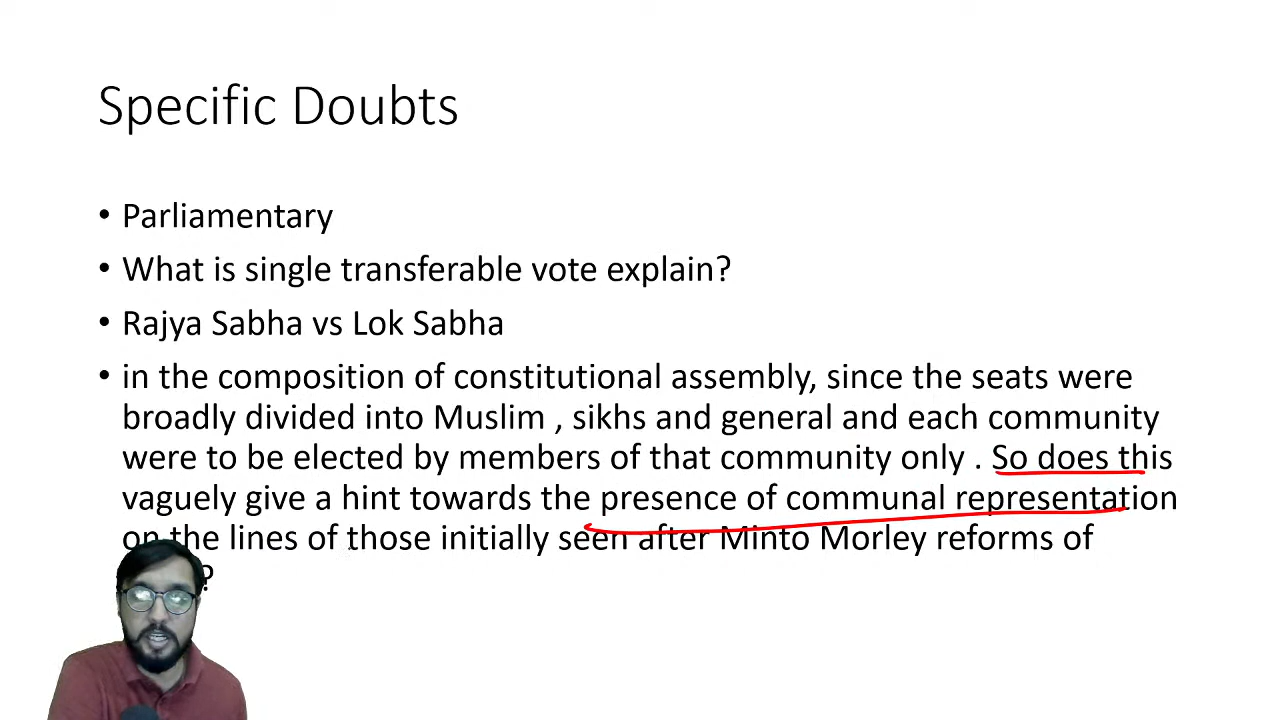 Specific Doubts
• Parliamentary
• What is single transferable vote explain?
• Rajya Sabha vs Lok Sabha
• in the composition of constitutional assembly, since the seats were
broadly divided into Muslim , sikhs and general and each community
were to be elected by members of that community only . So does this
vaguely give a hint towards the presence of communal representation
on the lines of those initially seen after Minto Morley reforms of
?